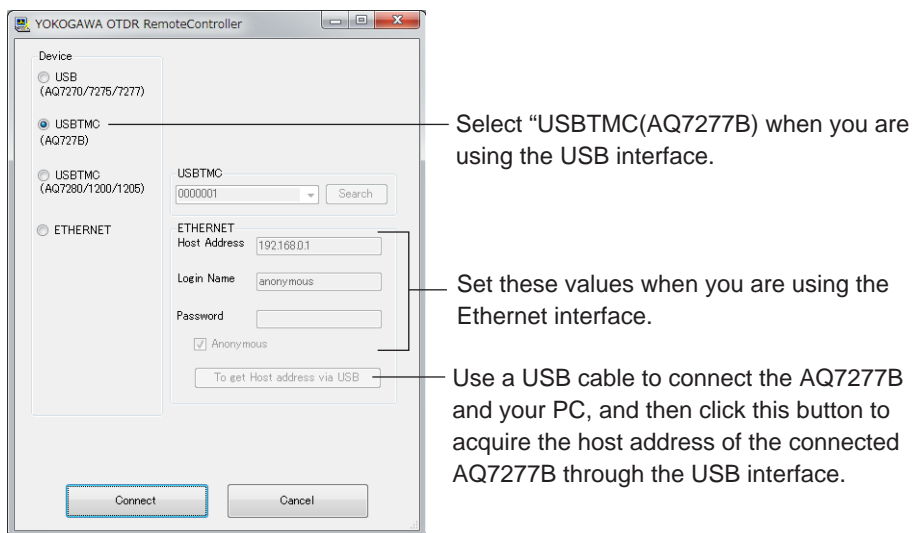 YOKOGAWA OTDR RemoteController
Device
USB
(AQ7270/7275/7277)
USBTMC
(AQ727B)
USBTMC
(AQ7280/1200/1205)
ETHERNET
USBTMC
0000001
Search
ETHERNET
Host Address
192.168.0.1
Login Name
anonymous
Password
Anonymous
To get Host address via USB
Connect
Cancel
Select “USBTMC(AQ7277B) when you are
using the USB interface.
Set these values when you are using the
Ethernet interface.
Use a USB cable to connect the AQ7277B
and your PC, and then click this button to
acquire the host address of the connected
AQ7277B through the USB interface.